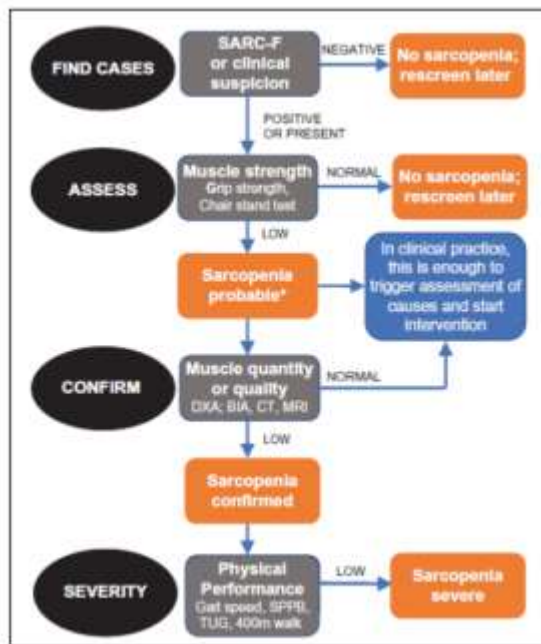 FIND CASES
SARC-F
or clinical
suspicion
NEGATIVE
No sarcopenia;
rescreen later
POSITIVE
OR PRESENT
ASSESS
Muscle strength
Grip strength,
Chair stand test
NORMAL
No sarcopenia;
rescreen later
LOW
Sarcopenia
probable*
In clinical practice,
this is enough to
trigger assessment of
causes and start
intervention
CONFIRM
Muscle quantity
or quality
DXA; BIA, CT, MRI
NORMAL
LOW
Sarcopenia
confirmed
SEVERITY
Physical
Performance
Gait speed, SPPB,
TUG, 400m walk
LOW
Sarcopenia
severe